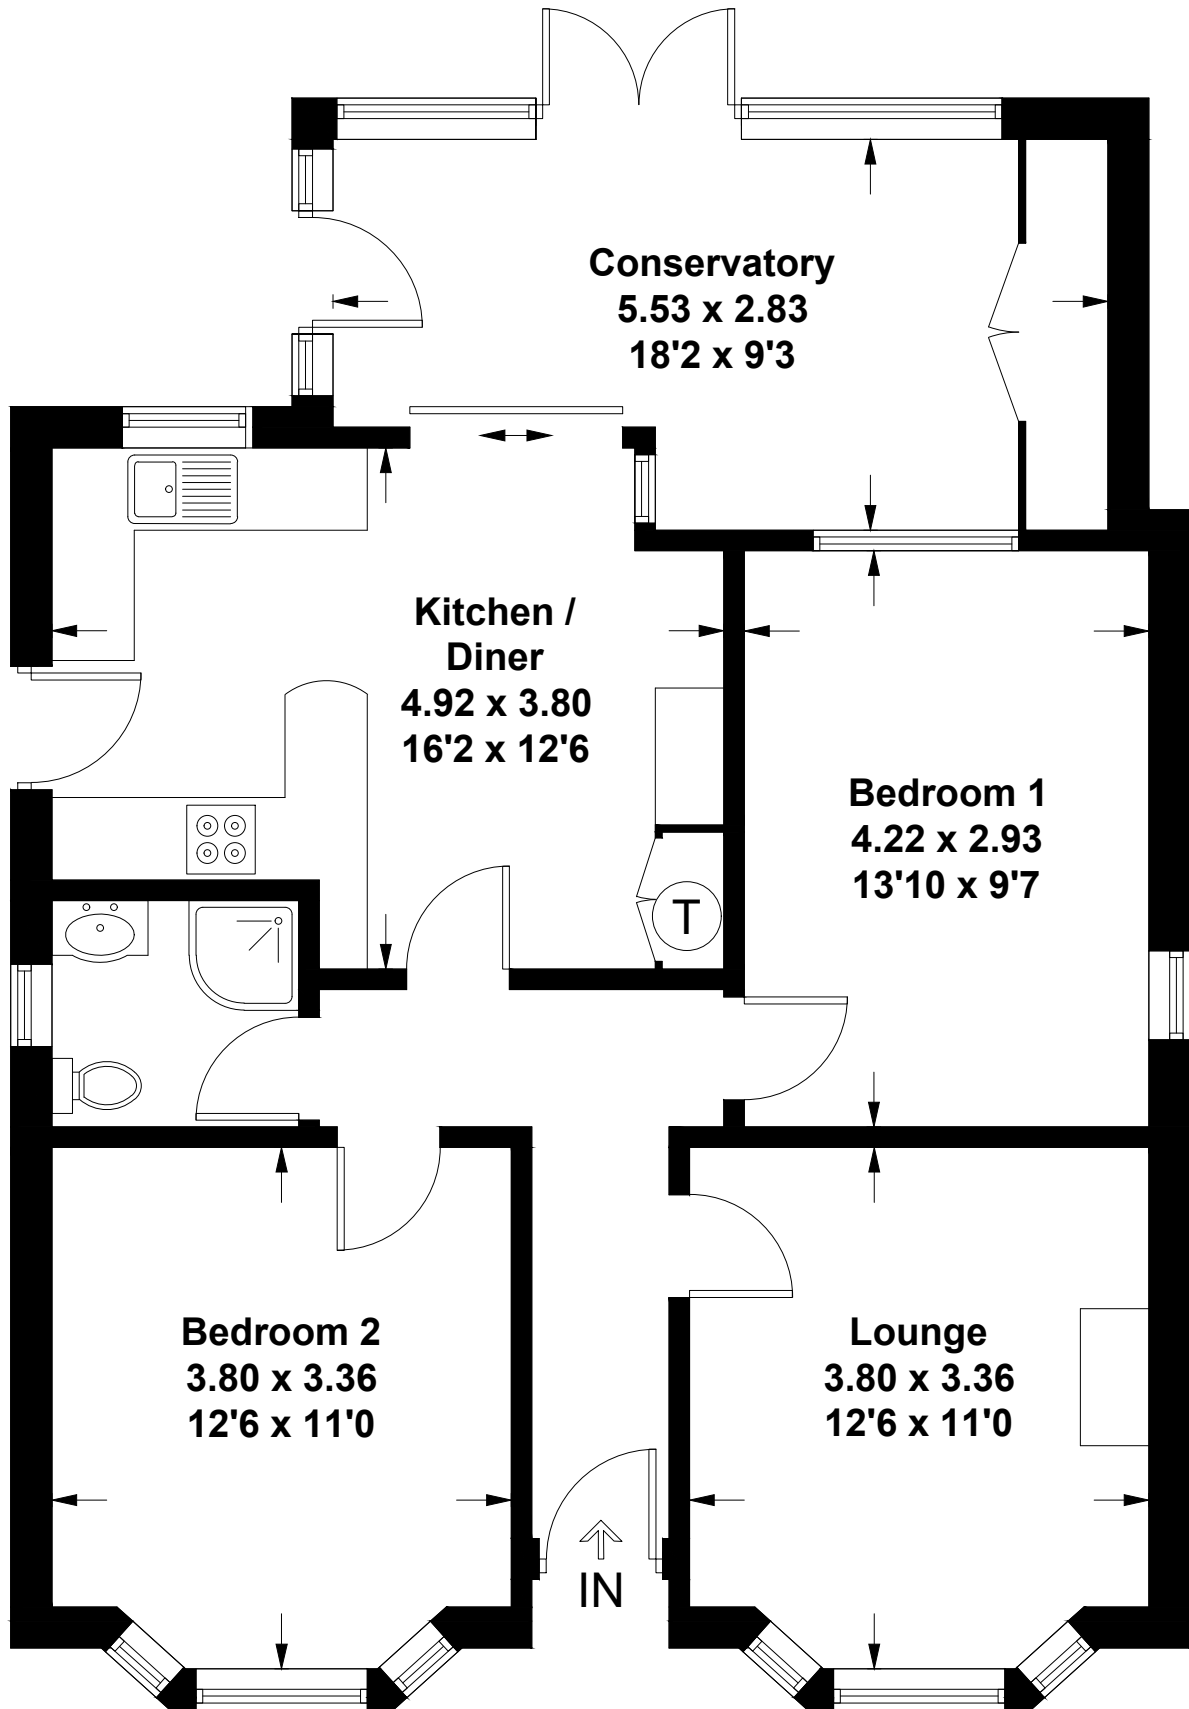 Conservatory
5.53 x 2.83
18'2 x 9'3
Kitchen /
Diner
4.92 x 3.80
16'2 x 12'6
Bedroom 1
4.22 x 2.93
13'10 x 9'7
T
Bedroom 2
3.80 x 3.36
12'6 x 11'0
Lounge
3.80 x 3.36
12'6 x 11'0
IN